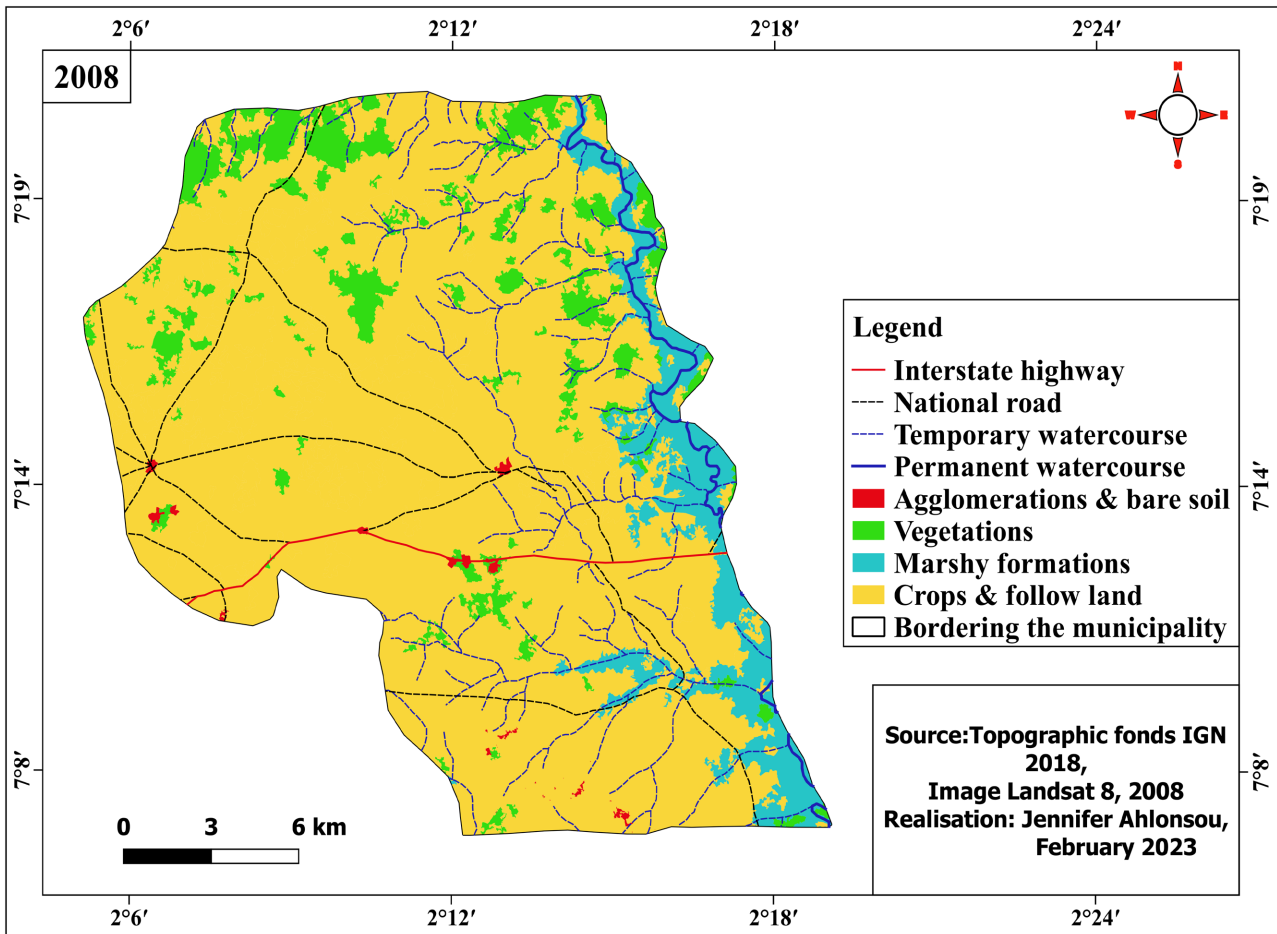 2°6′ 2°12′ 2°18′ 2°24′
2008
N
W E
S
7°19′ 7°19′
Legend
Interstate highway
National road
Temporary watercourse
Permanent watercourse
Agglomerations & bare soil
Vegetations
Marshy formations
Crops & follow land
Bordering the municipality
7°14′ 7°14′
Source:Topographic fonds IGN
2018,
Image Landsat 8, 2008
Realisation: Jennifer Ahlonsou,
February 2023
7°8′ 7°8′
0 3 6 km
2°6′ 2°12′ 2°18′ 2°24′